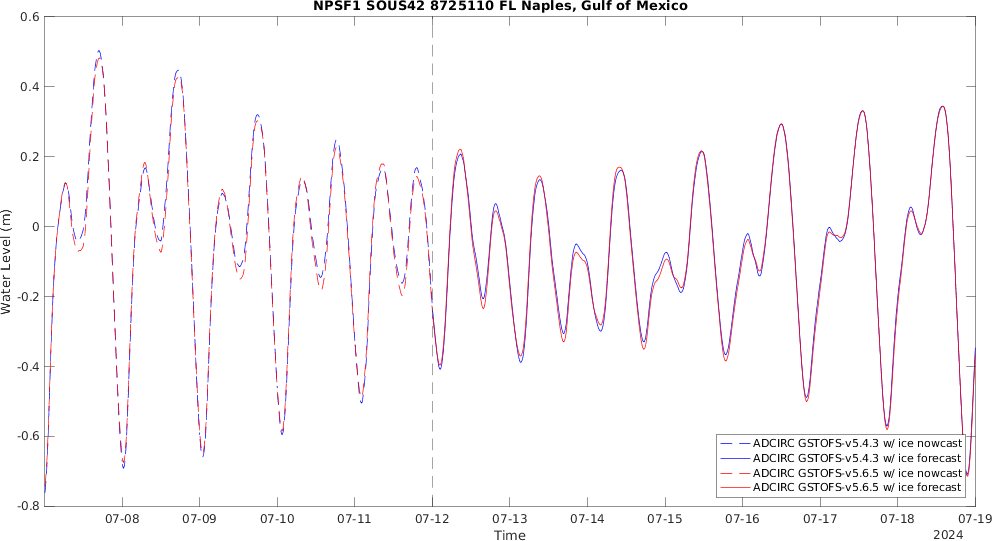 NPSF1 SOUS42 8725110 FL Naples, Gulf of Mexico
0.6
0.4
0.2
0
-0.2
-0.4
-0.6
-0.8
Water Level (m)
07-08 07-09 07-10 07-11 07-12 07-13 07-14 07-15 07-16 07-17 07-18 07-19
Time
2024
ADCIRC GSTOFS-v5.4.3 w/ ice nowcast
ADCIRC GSTOFS-v5.4.3 w/ ice forecast
ADCIRC GSTOFS-v5.6.5 w/ ice nowcast
ADCIRC GSTOFS-v5.6.5 w/ ice forecast